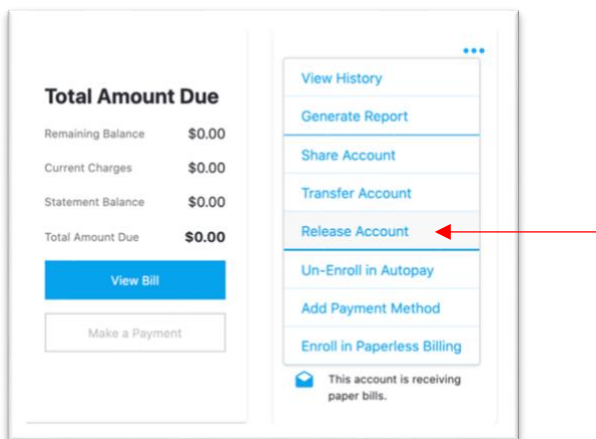 Total Amount Due
Remaining Balance $0.00
Current Charges $0.00
Statement Balance $0.00
Total Amount Due $0.00
View Bill
Make a Payment
View History
Generate Report
Share Account
Transfer Account
Release Account
Un-Enroll in Autopay
Add Payment Method
Enroll in Paperless Billing
This account is receiving
paper bills.